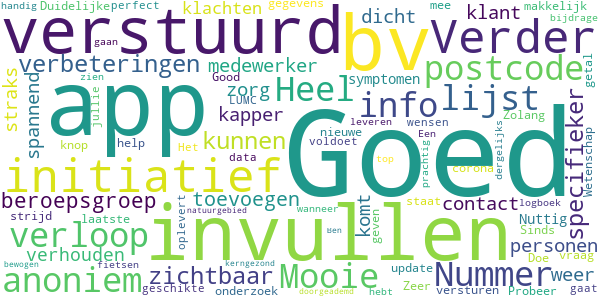 handig Duidelijke perfect klachten gegevens dicht mee klant makkelijk bijdrage
verstuurd bv Verder
gaan verbeteringen medewerker postcode getal
straks spannend zien jullie Good LUMc zorg Heel symptomen info lijst
app kapper nieuwe wensen Zolang
knop help Het kunnen voldoet leveren Een specifieker Wetenschap
initiatief data top prachtig corona dergelijks
beroepsgroep Goed toevoegen staat contact logboek
strijd oplevert natuurgebied wanneer komt geven Nuttig
verloop invullen zichtbaar Ben Sinds personen
laatste verhouden update Doe vraag
anoniem Mooie Nummer weer
bewogen fietsen geschikte onderzoek kerngezond doorgeademd hebt Zeer versturen Probeer gaat